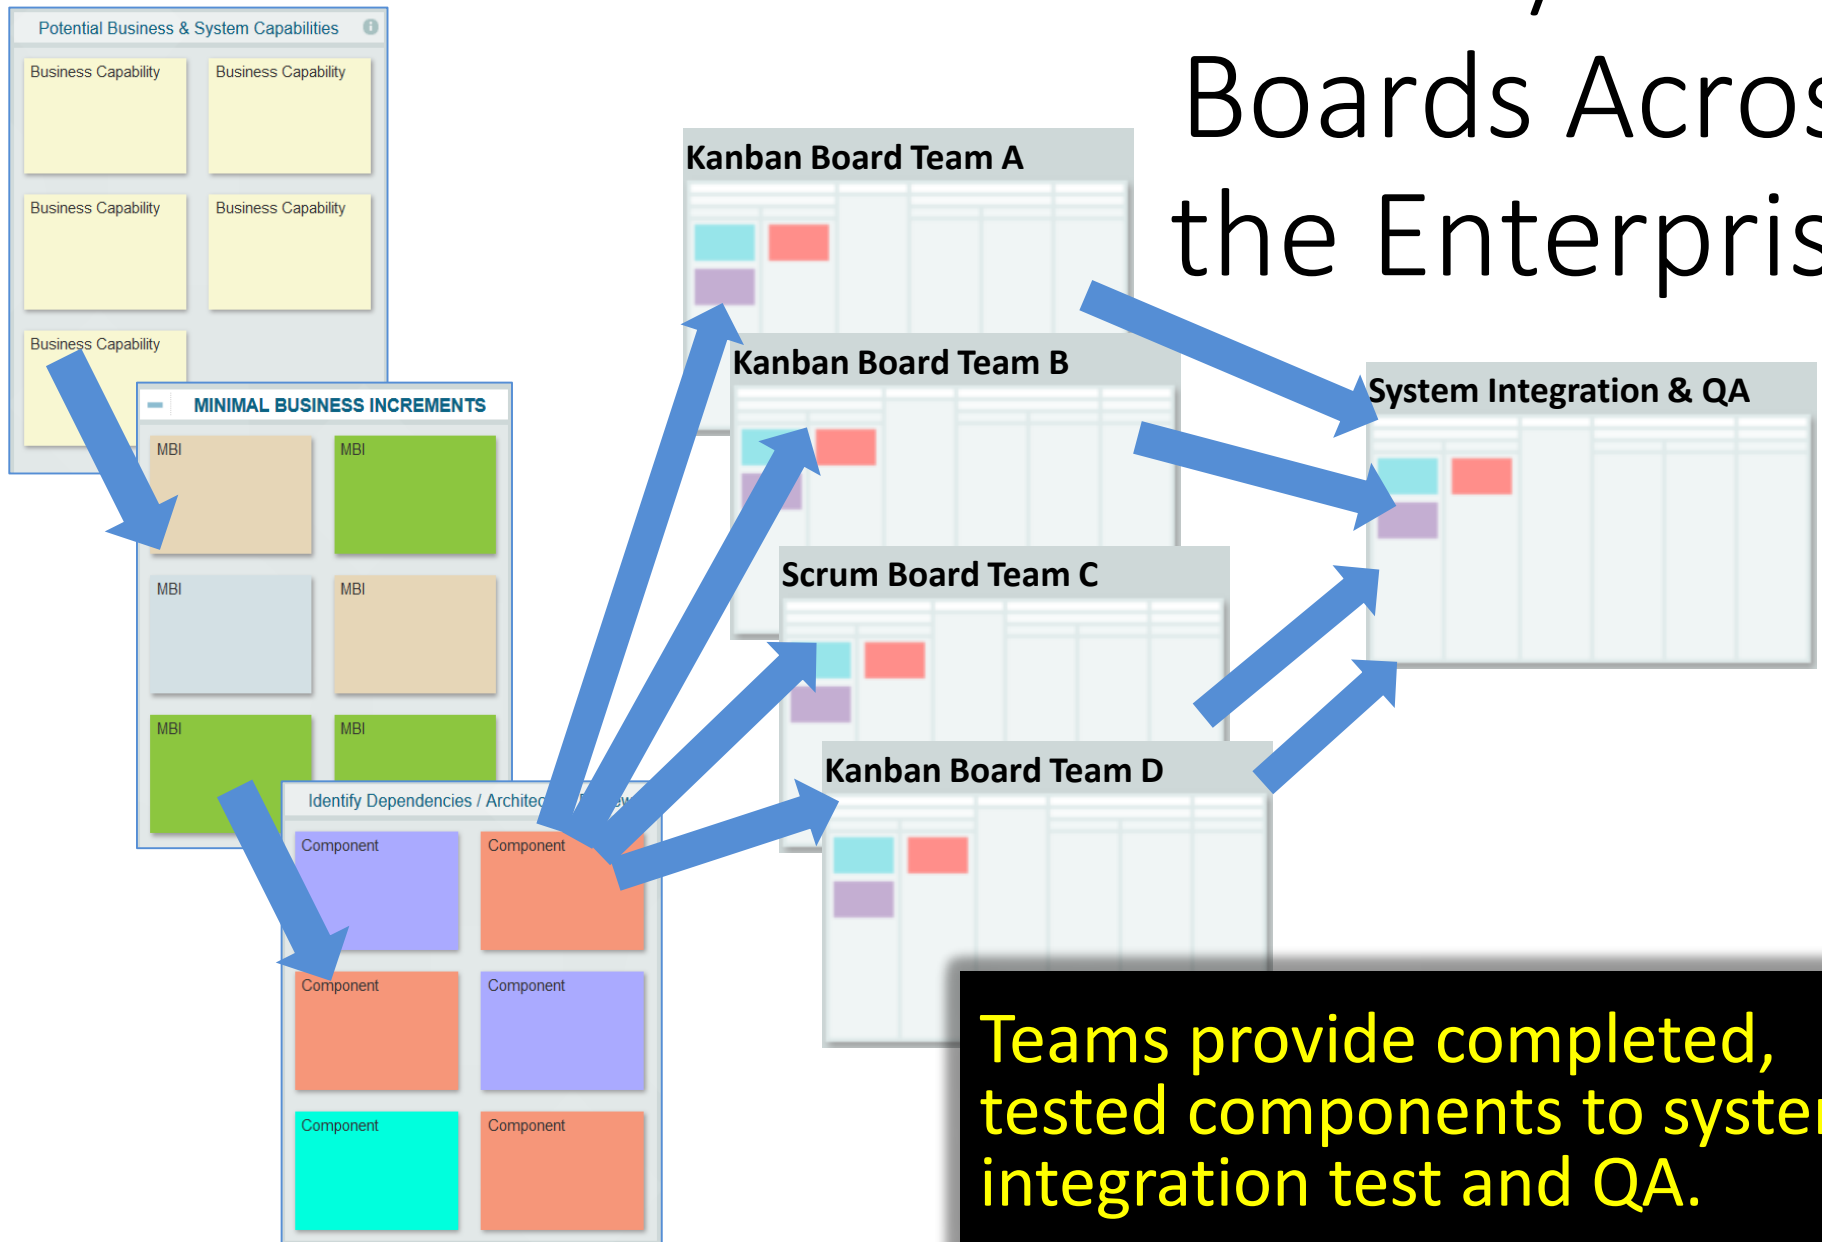 Boards Acros
the Enterpris
Potential Business & System Capabilities
Business Capability
Business Capability
Business Capability
Business Capability
Business Capability
MINIMAL BUSINESS INCREMENTS
MBI
MBI
MBI
MBI
MBI
MBI
Identify Dependencies /
Component
Component
Component
Component
Component
Component
Kanban Board Team A
Kanban Board Team B
Scrum Board Team C
Kanban Board Team D
System Integration & QA
Teams provide completed,
tested components to system
integration test and QA.